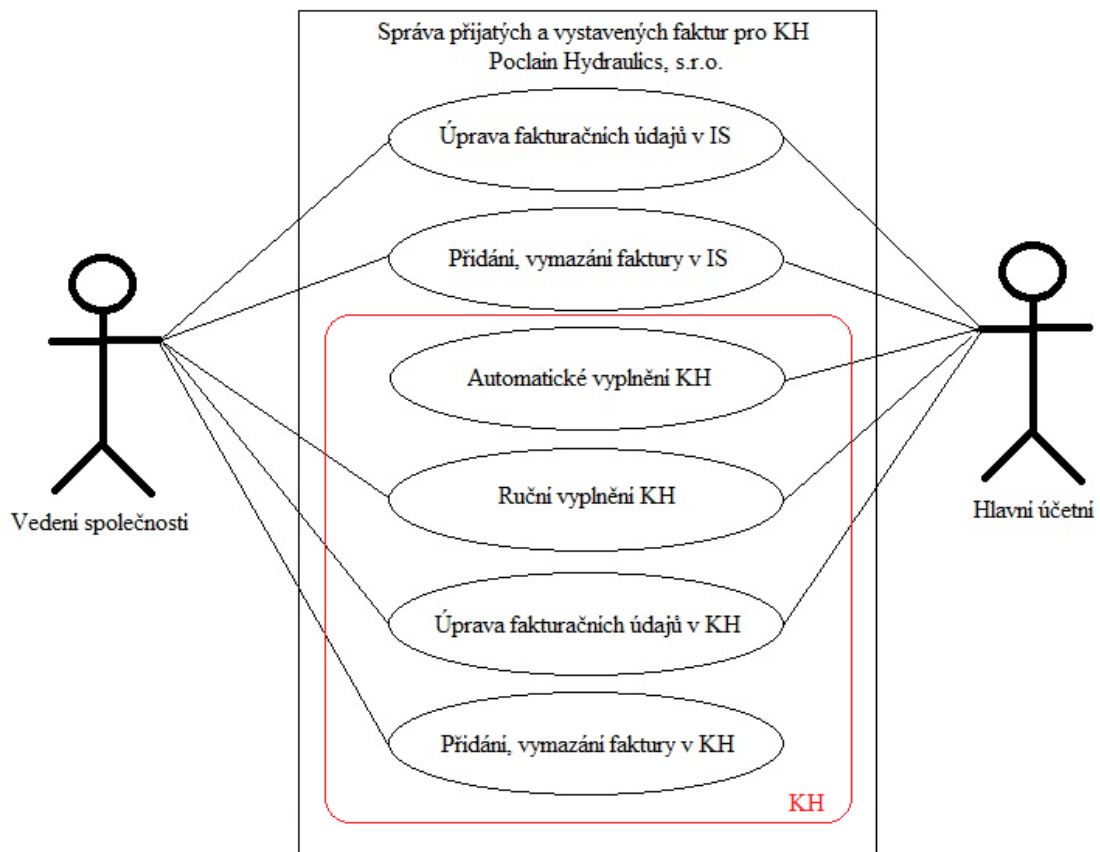 Správa přijatých a vystavených faktur pro KH
Poclain Hydraulics, s.r.o.
Úprava fakturačních údajů v IS
Přidání, vymazání faktury v IS
Automatické vyplnění KH
Ruční vyplnění KH
Vedení společnosti
Hlavní účetní
Úprava fakturačních údajů v KH
Přidání, vymazání faktury v KH
KH